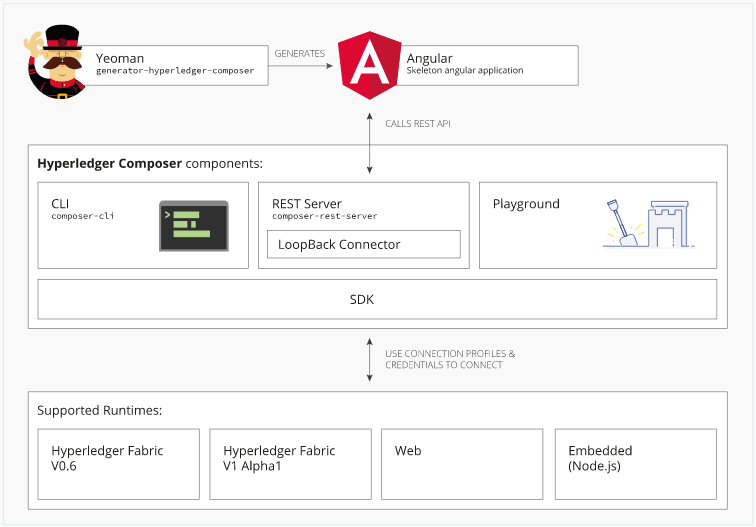 Yeoman
generator-hyperledger-composer
GENERATES
A
Angular
Skeleton angular application
CALLS REST API
Hyperledger Composer components:
CLI
composer-cli
REST Server
composer-rest-server
LoopBack Connector
Playground
SDK
USE CONNECTION PROFILES &
CREDENTIALS TO CONNECT
Supported Runtimes:
Hyperledger Fabric
V0.6
Hyperledger Fabric
V1 Alpha1
Web
Embedded
(Node.js)